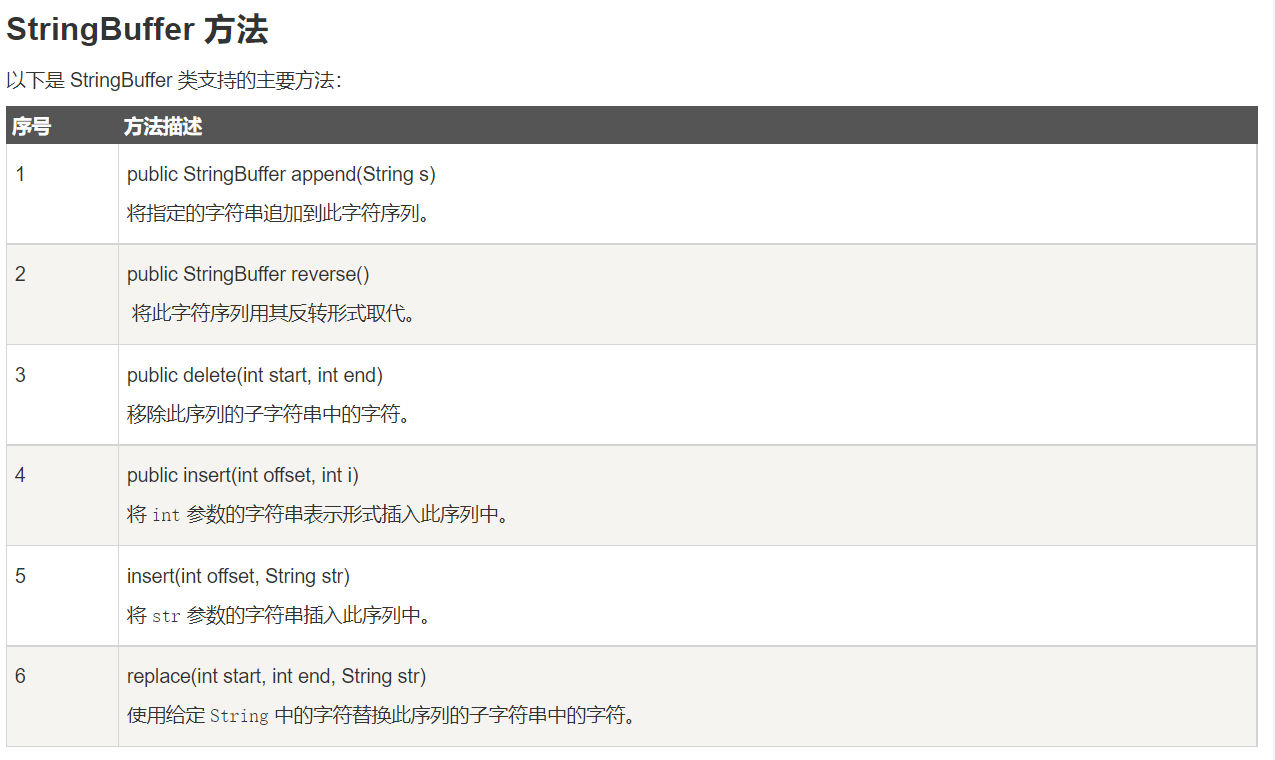 StringBuffer 方法
以下是 StringBuffer 类支持的主要方法：
序号 方法描述
1 public StringBuffer append(String s)
将指定的字符串追加到此字符序列。
2 public StringBuffer reverse()
将此字符序列用其反转形式取代。
3 public delete(int start, int end)
移除此序列的子字符串中的字符。
4 public insert(int offset, int i)
将 int 参数的字符串表示形式插入此序列中。
5 insert(int offset, String str)
将 str 参数的字符串插入此序列中。
6 replace(int start, int end, String str)
使用给定 String 中的字符替换此序列的子字符串中的字符。